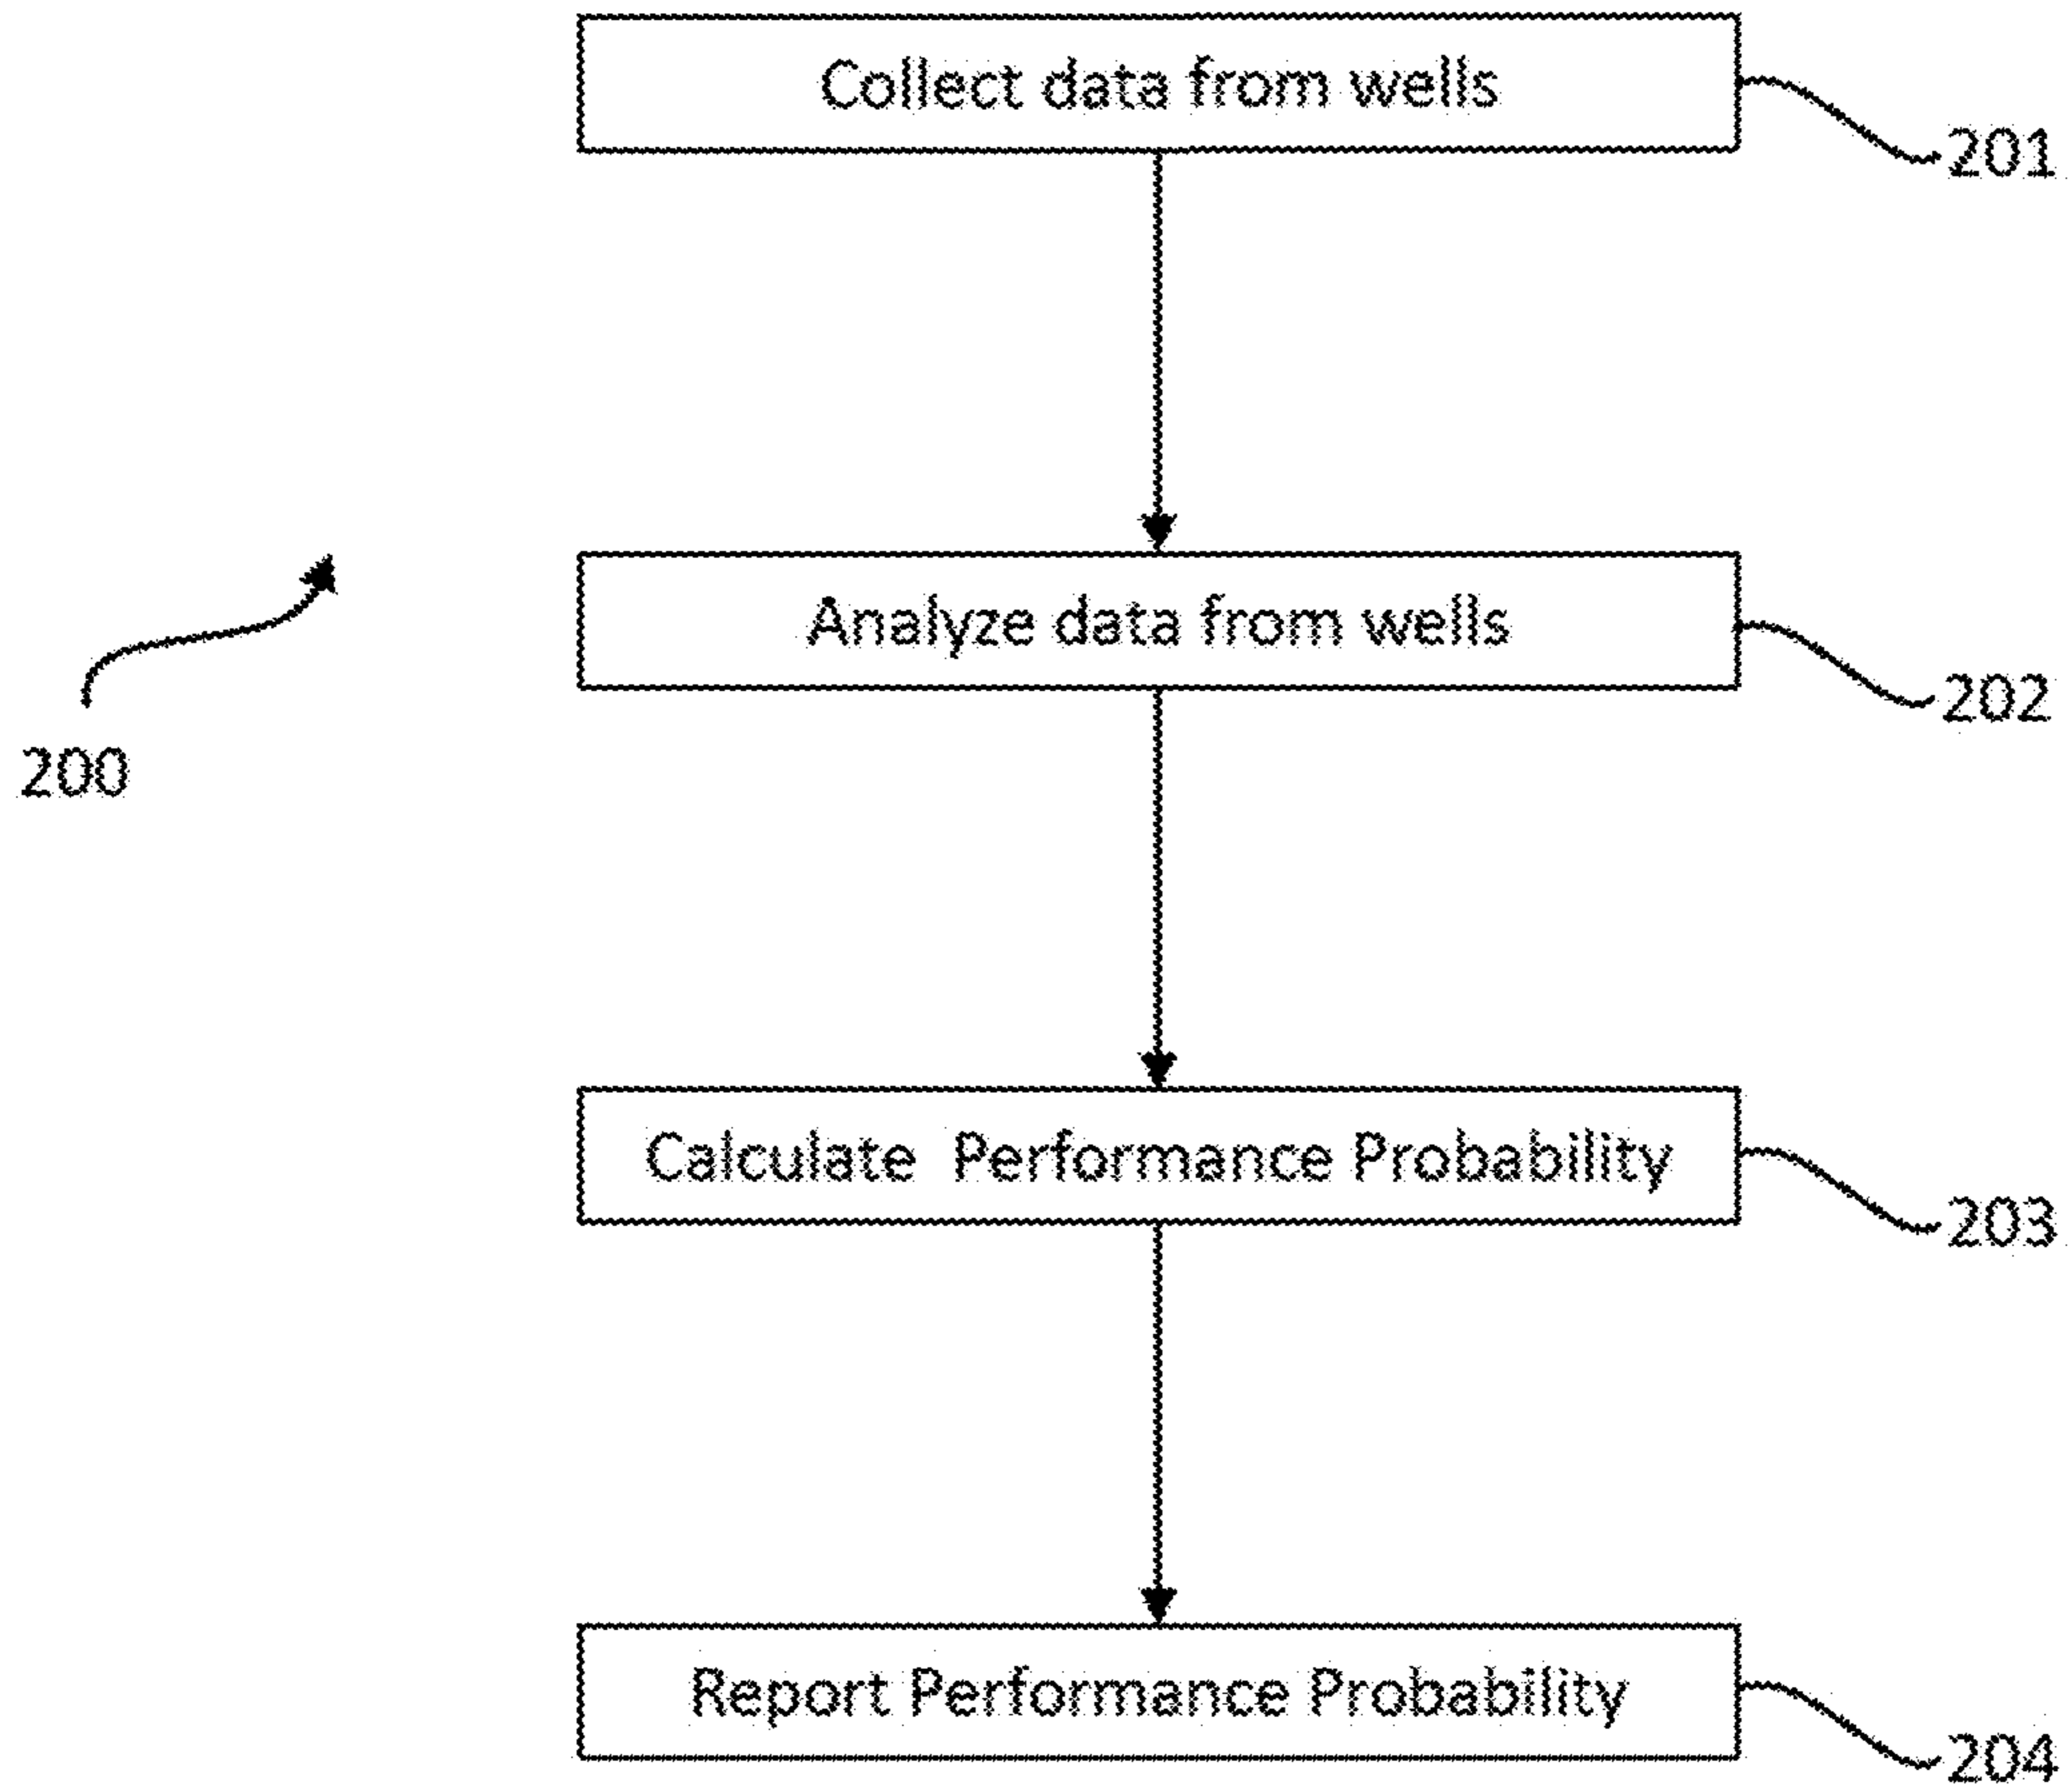 Collect data from wells
201
Analyze data from wells
202
200
Calculate Performance Probability
203
Report Performance Probability
204